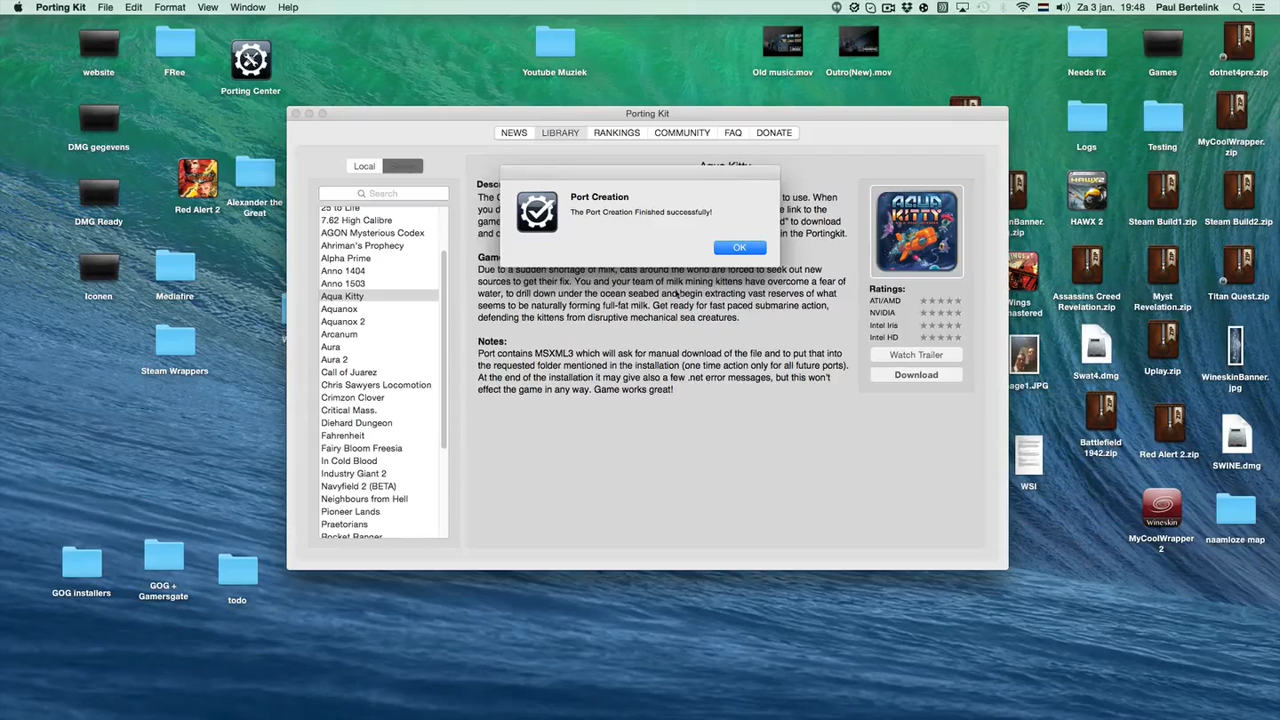 Porting Kit File Edit Format View Window Help
Za 3 jan. 19:48 Paul Bertelink
website
FRee
Porting Center
Youtube Muziek
Old music.mov
Outro(New).mov
Needs fix
Games
dotnet4pre.zip
DMG gegevens
Red Alert 2
Alexander the
Great
Logs
Testing
MyCoolWrapper.
zip
DMG Ready
HAWX 2
Steam Build1.zip
Steam Build2.zip
Iconen
Mediafire
Assassins Creed
Revelation.zip
Myst
Revelation.zip
Titan Quest.zip
Steam Wrappers
Swat4.dmg
Uplay.zip
WineskinBanner.
jpg
Battlefield
1942.zip
Red Alert 2.zip
SWINE.dmg
WSI
Wineskin
MyCoolWrapper
2
naamloze map
GOG installers
GOG +
Gamersgate
todo
Porting Kit
NEWS LIBRARY RANKINGS COMMUNITY FAQ DONATE
Local
Search
25 to Life
7.62 High Calibre
AGON Mysterious Codex
Ahriman's Prophecy
Alpha Prime
Anno 1404
Anno 1503
Aqua Kitty
Aquanox
Aquanox 2
Arcanum
Aura
Aura 2
Call of Juarez
Chris Sawyers Locomotion
Crimzon Clover
Critical Mass.
Diehard Dungeon
Fahrenheit
Fairy Bloom Freesia
In Cold Blood
Industry Giant 2
Navyfield 2 (BETA)
Neighbours from Hell
Pioneer Lands
Praetorians
Rocket Ranger
Port Creation
The Port Creation Finished successfully!
OK
Due to a sudden shortage of milk, cats around the world are forced to seek out new
sources to get their fix. You and your team of milk mining kittens have overcome a fear of
water, to drill down under the ocean seabed and begin extracting vast reserves of what
seems to be naturally forming full-fat milk. Get ready for fast paced submarine action,
defending the kittens from disruptive mechanical sea creatures.
Notes:
Port contains MSXML3 which will ask for manual download of the file and to put that into
the requested folder mentioned in the installation (one time action only for all future ports).
At the end of the installation it may give also a few .net error messages, but this won't
effect the game in any way. Game works great!
AQUA
KITTY
Ratings:
ATI/AMD
NVIDIA
Intel Iris
Intel HD
Watch Trailer
Download